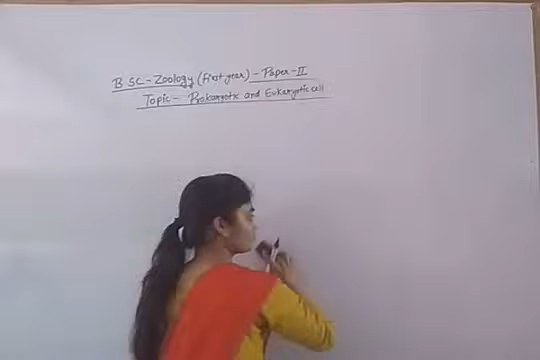 B SC - Zoology (first year) - Paper - II
Topic - Prokaryotic and Eukaryotic cell